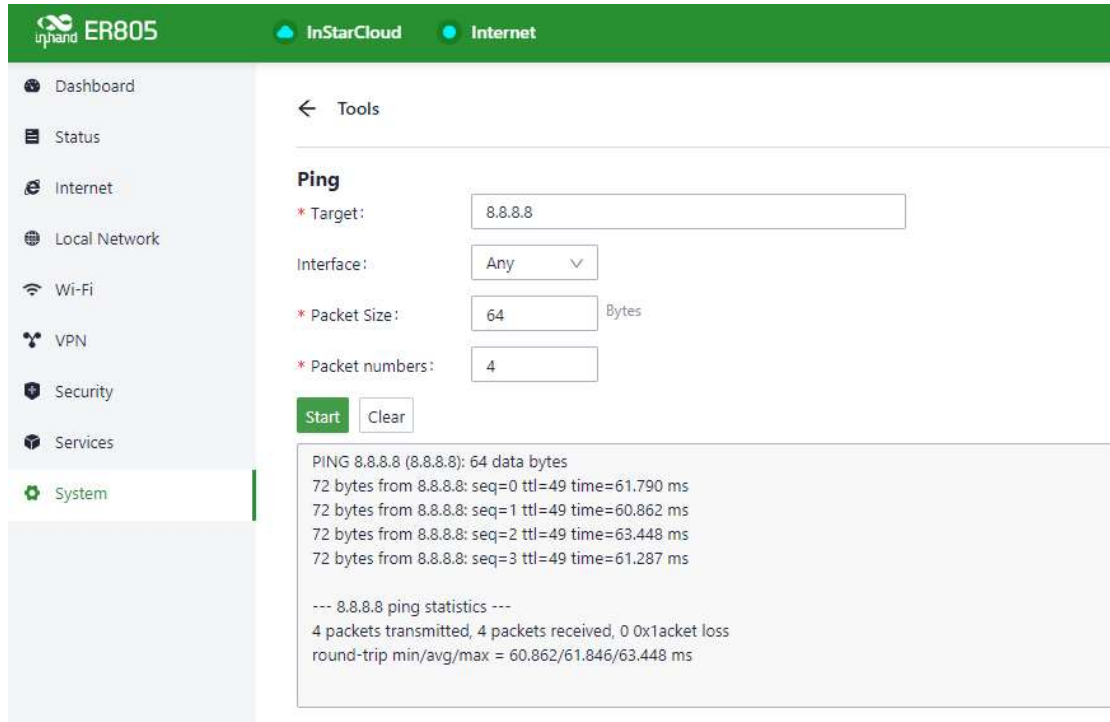 inhand ER805
InStarCloud
Internet
Dashboard
Status
Internet
Local Network
Wi-Fi
VPN
Security
Services
System
Tools
Ping
* Target:
8.8.8.8
Interface:
Any
* Packet Size:
64
Bytes
* Packet numbers:
4
Start
Clear
PING 8.8.8.8 (8.8.8.8): 64 data bytes
72 bytes from 8.8.8.8: seq=0 ttl=49 time=61.790 ms
72 bytes from 8.8.8.8: seq=1 ttl=49 time=60.862 ms
72 bytes from 8.8.8.8: seq=2 ttl=49 time=63.448 ms
72 bytes from 8.8.8.8: seq=3 ttl=49 time=61.287 ms
--- 8.8.8.8 ping statistics ---
4 packets transmitted, 4 packets received, 0 0x1acket loss
round-trip min/avg/max = 60.862/61.846/63.448 ms